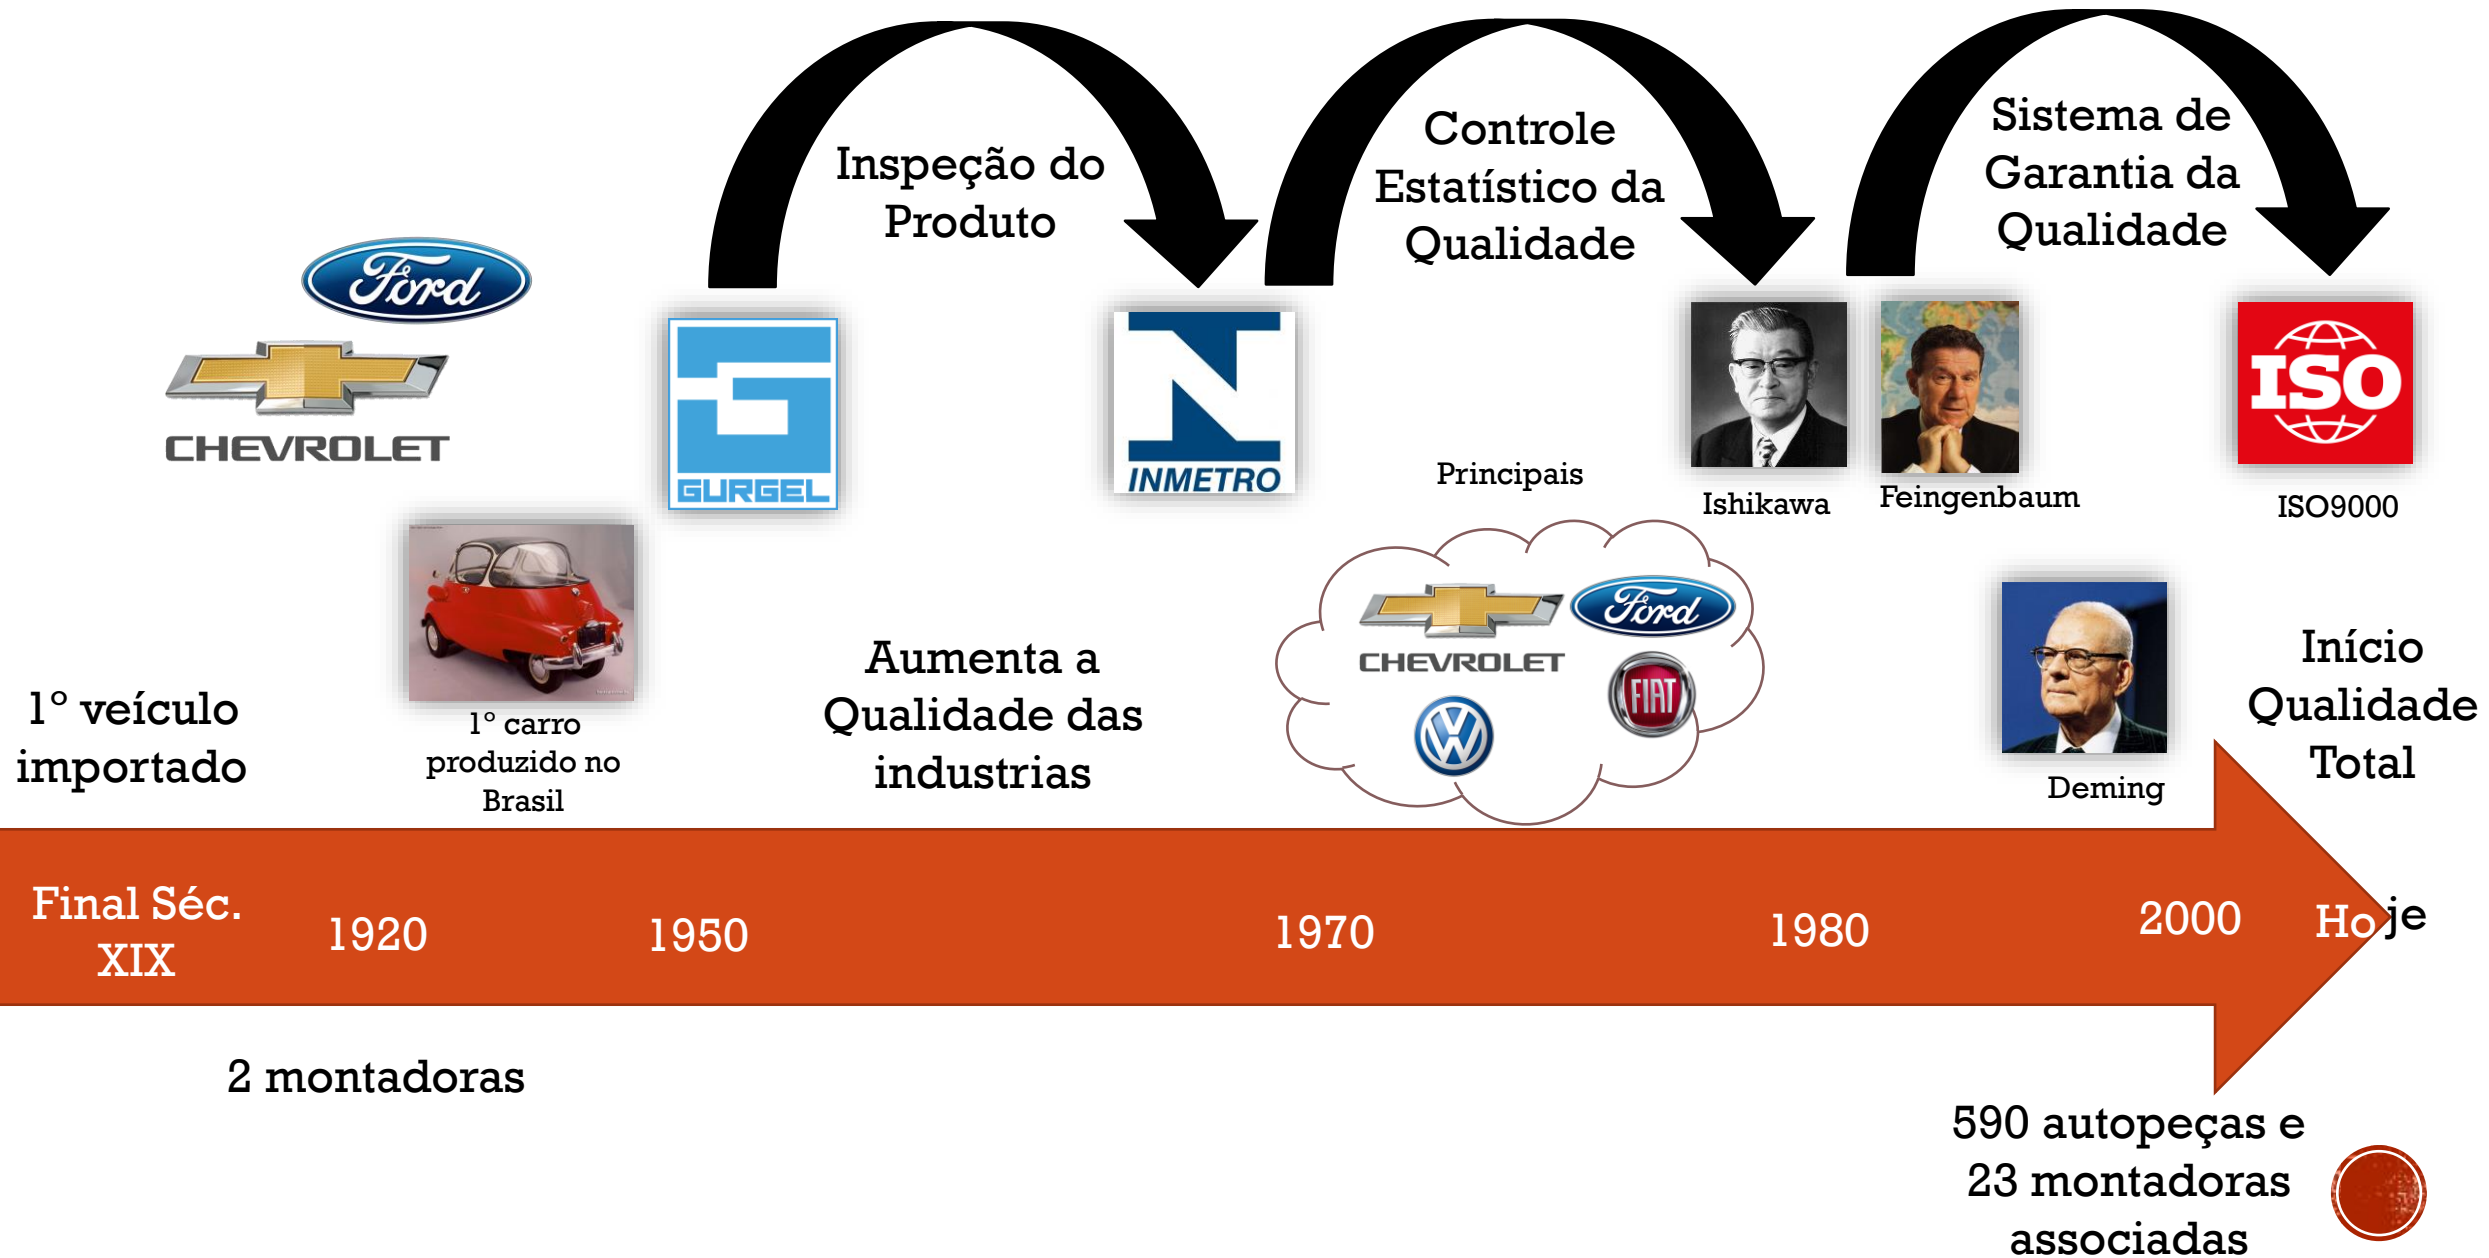 Inspeção do
Produto
Controle
Estatístico da
Qualidade
Sistema de
Garantia da
Qualidade
Ford
CHEVROLET
GURGEL
INMETRO
Principais
Ishikawa
Feingenbaum
ISO
ISO9000
CHEVROLET
Ford
FIAT
1º veículo
importado
1º carro
produzido no
Brasil
Aumenta a
Qualidade das
industrias
Deming
Início
Qualidade
Total
Final Séc.
XIX
1920
1950
1970
1980
2000
Hoje
2 montadoras
590 autopeças e
23 montadoras
associadas